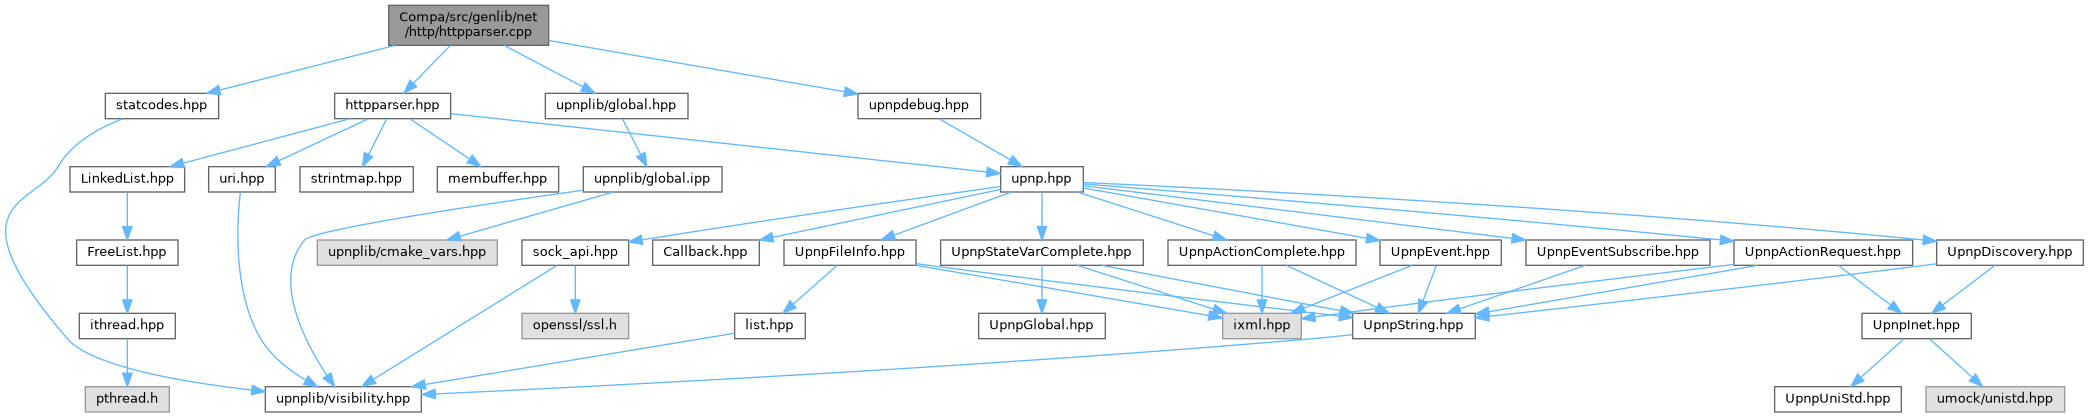 Compa/src/genlib/net
/http/httpparser.cpp
statcodes.hpp
httpparser.hpp
upnplib/global.hpp
upnpdebug.hpp
LinkedList.hpp
uri.hpp
strintmap.hpp
membuffer.hpp
upnplib/global.ipp
upnp.hpp
FreeList.hpp
upnplib/cmake_vars.hpp
sock_api.hpp
Callback.hpp
UpnpFileInfo.hpp
UpnpStateVarComplete.hpp
UpnpActionComplete.hpp
UpnpEvent.hpp
UpnpEventSubscribe.hpp
UpnpActionRequest.hpp
UpnpDiscovery.hpp
ithread.hpp
openssl/ssl.h
list.hpp
UpnpGlobal.hpp
ixml.hpp
UpnpString.hpp
UpnpInet.hpp
pthread.h
upnplib/visibility.hpp
UpnpUniStd.hpp
umock/unistd.hpp